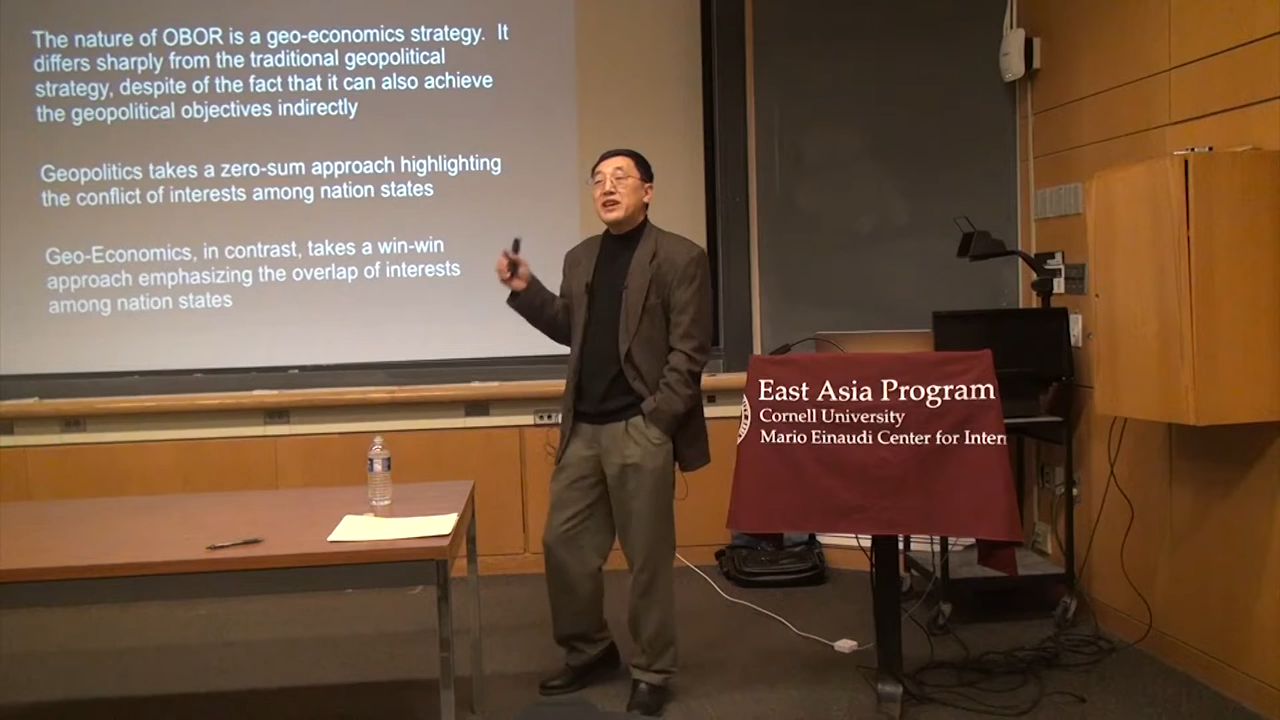 The nature of OBOR is a geo-economics strategy. It
differs sharply from the traditional geopolitical
strategy, despite of the fact that it can also achieve
the geopolitical objectives indirectly
Geopolitics takes a zero-sum approach highlighting
the conflict of interests among nation states
Geo-Economics, in contrast, takes a win-win
approach emphasizing the overlap of interests
among nation states
East Asia Program
Cornell University
Mario Einaudi Center for Intern